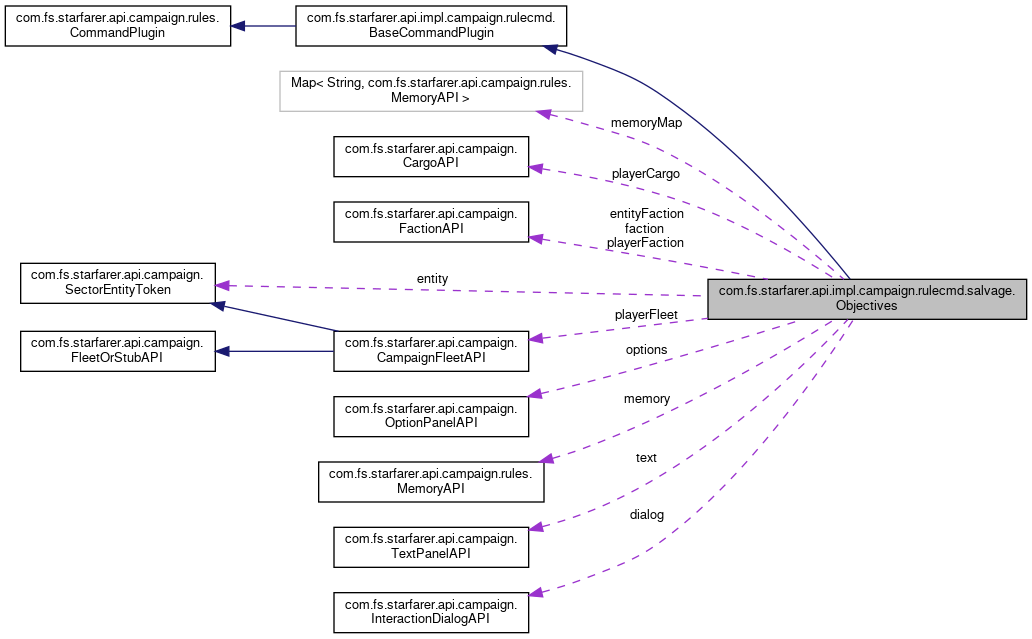 com.fs.starfarer.api.campaign.rules.
CommandPlugin
com.fs.starfarer.api.impl.campaign.rulecmd.
BaseCommandPlugin
Map< String, com.fs.starfarer.api.campaign.rules.
MemoryAPI >
memoryMap
com.fs.starfarer.api.campaign.
CargoAPI
playerCargo
com.fs.starfarer.api.campaign.
FactionAPI
entityFaction
faction
playerFaction
com.fs.starfarer.api.campaign.
SectorEntityToken
entity
com.fs.starfarer.api.impl.campaign.rulecmd.salvage.
Objectives
com.fs.starfarer.api.campaign.
FleetOrStubAPI
com.fs.starfarer.api.campaign.
CampaignFleetAPI
playerFleet
options
com.fs.starfarer.api.campaign.
OptionPanelAPI
memory
com.fs.starfarer.api.campaign.rules.
MemoryAPI
text
com.fs.starfarer.api.campaign.
TextPanelAPI
dialog
com.fs.starfarer.api.campaign.
InteractionDialogAPI